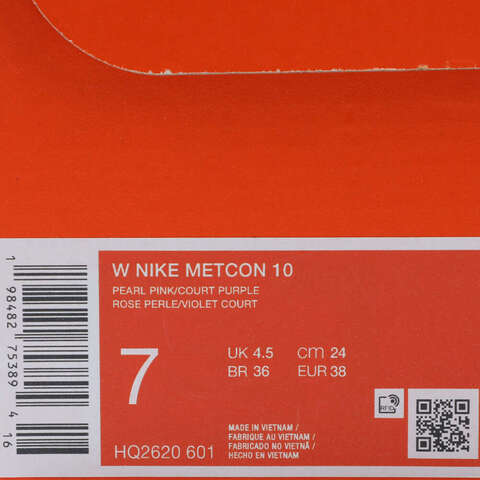 W NIKE METCON 10
PEARL PINK/COURT PURPLE
ROSE PERLE/VIOLET COURT
7
UK 4.5 cm 24
BR 36 EUR 38
RFID
MADE IN VIETNAM /
FABRIQUE AU VIETNAM /
FABRICADO NO VIETNÃ /
HECHO EN VIETNAM
HQ2620 601
1 98482 75389 4 16